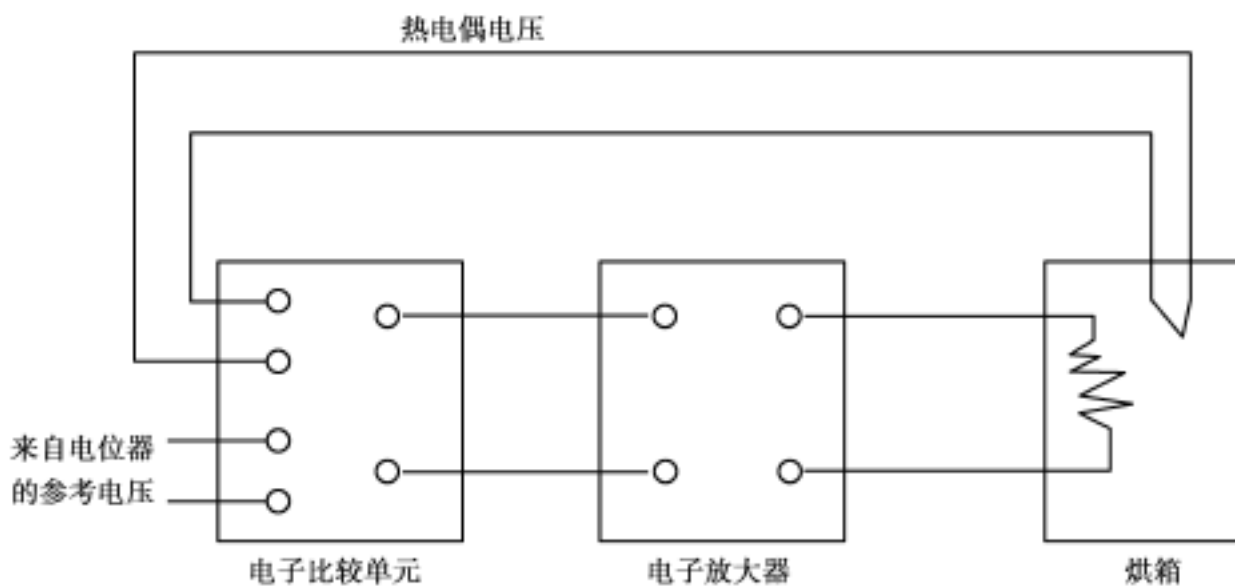 热电偶电压
来自电位器
的参考电压
电子比较单元
电子放大器
烘箱